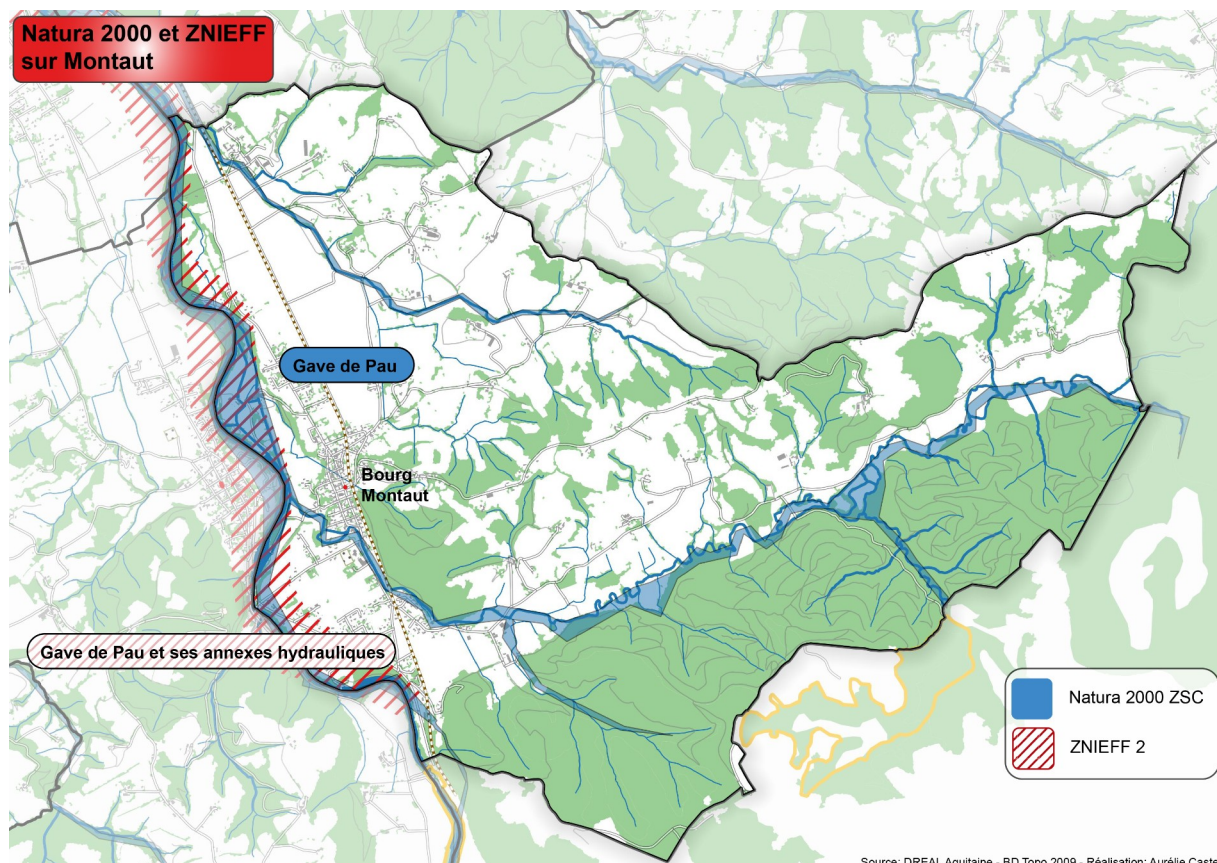 Natura 2000 et ZNIEFF
sur Montaut
Gave de Pau
Bourg
Montaut
Gave de Pau et ses annexes hydrauliques
Natura 2000 ZSC
ZNIEFF 2
Source: DREAL Aquitaine - BD Topo 2009 - Réalisation: Aurélie Caste